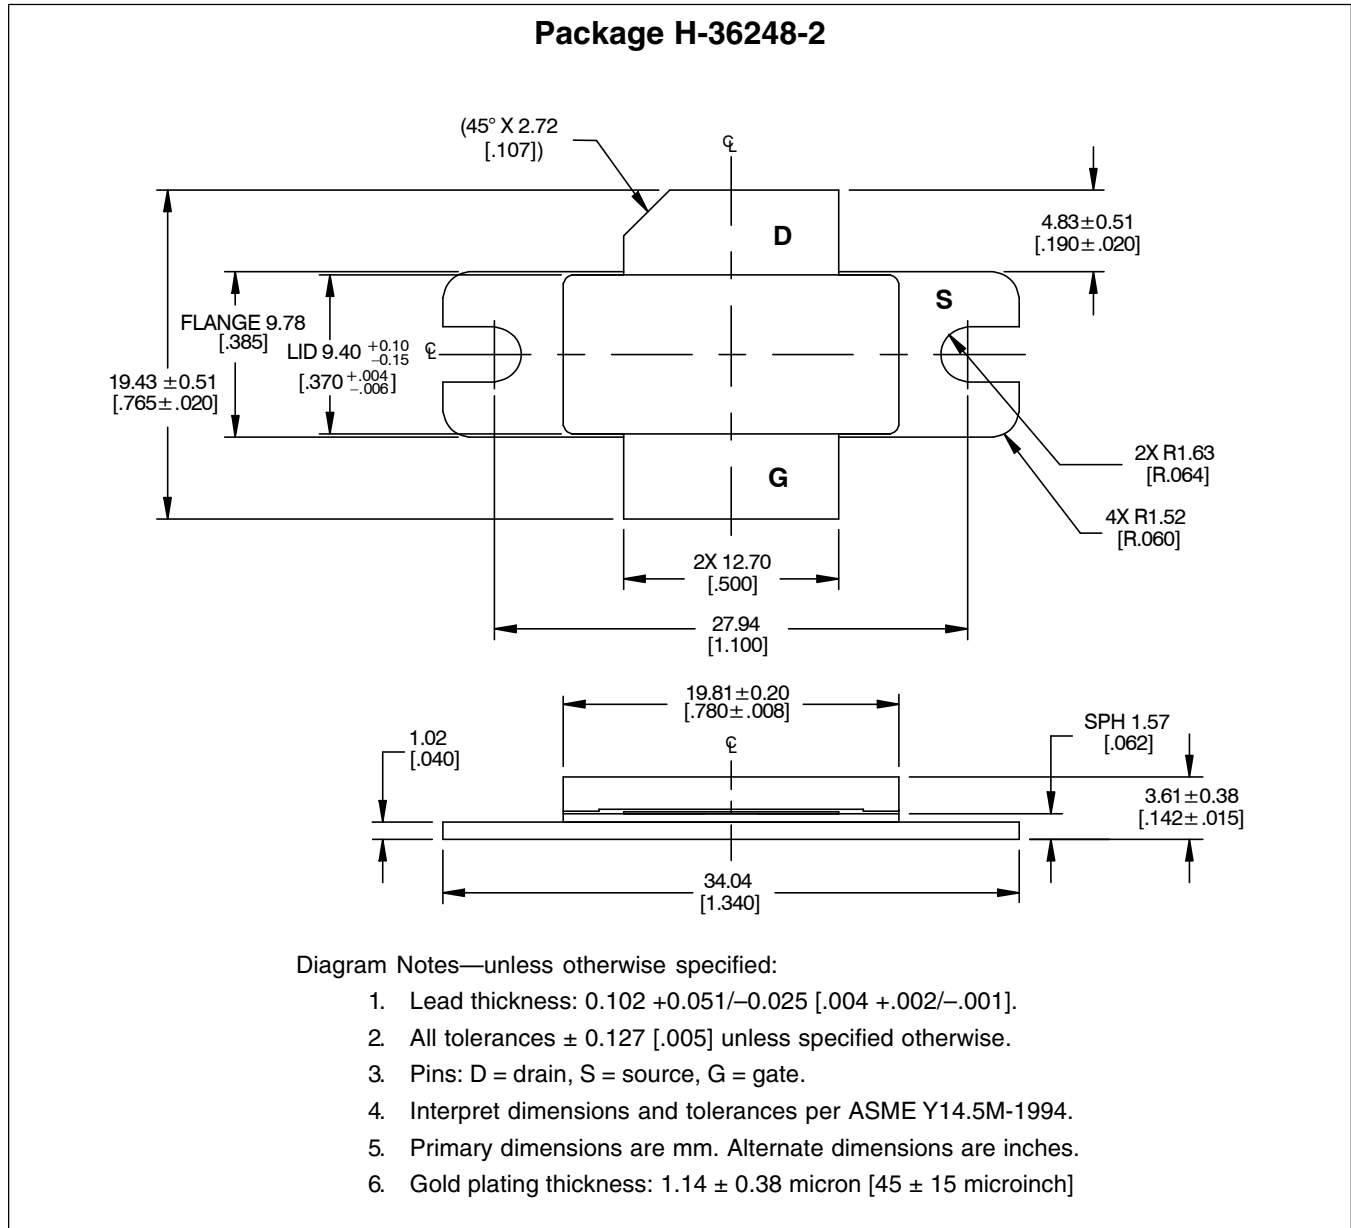 Package H-36248-2
(45° X 2.72
[.107])
℄
D
4.83±0.51
[.190±.020]
S
FLANGE 9.78
[.385]
LID 9.40 +0.10 –0.15
[.370 +.004 –.006]
℄
19.43 ±0.51
[.765±.020]
2X R1.63
[R.064]
G
4X R1.52
[R.060]
2X 12.70
[.500]
27.94
[1.100]
19.81±0.20
[.780±.008]
SPH 1.57
[.062]
1.02
[.040]
℄
3.61±0.38
[.142±.015]
34.04
[1.340]
Diagram Notes—unless otherwise specified:
1. Lead thickness: 0.102 +0.051/–0.025 [.004 +.002/–.001].
2. All tolerances ± 0.127 [.005] unless specified otherwise.
3. Pins: D = drain, S = source, G = gate.
4. Interpret dimensions and tolerances per ASME Y14.5M-1994.
5. Primary dimensions are mm. Alternate dimensions are inches.
6. Gold plating thickness: 1.14 ± 0.38 micron [45 ± 15 microinch]